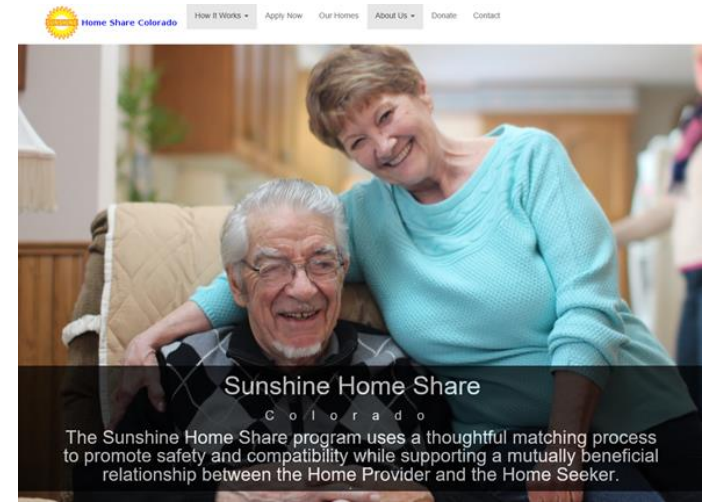 SUNSHINE Home Share Colorado How It Works Apply Now Our Homes About Us Donate Contact
Sunshine Home Share
Colorado
The Sunshine Home Share program uses a thoughtful matching process
to promote safety and compatibility while supporting a mutually beneficial
relationship between the Home Provider and the Home Seeker.